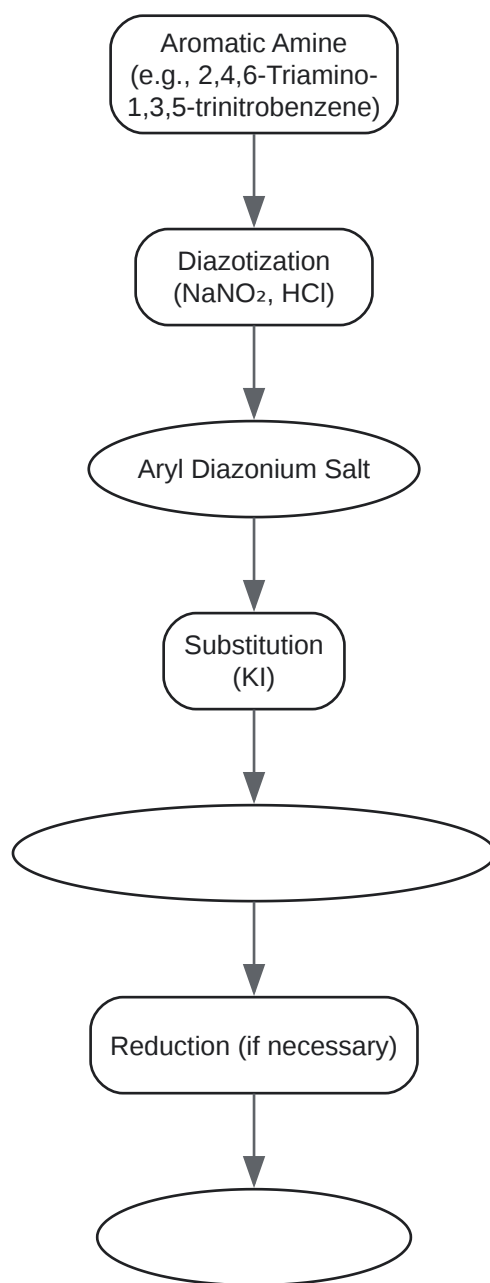 Aromatic Amine
(e.g., 2,4,6-Triamino-
1,3,5-trinitrobenzene)
Diazotization
(NaNO₂, HCl)
Aryl Diazonium Salt
Substitution
(KI)
Reduction (if necessary)